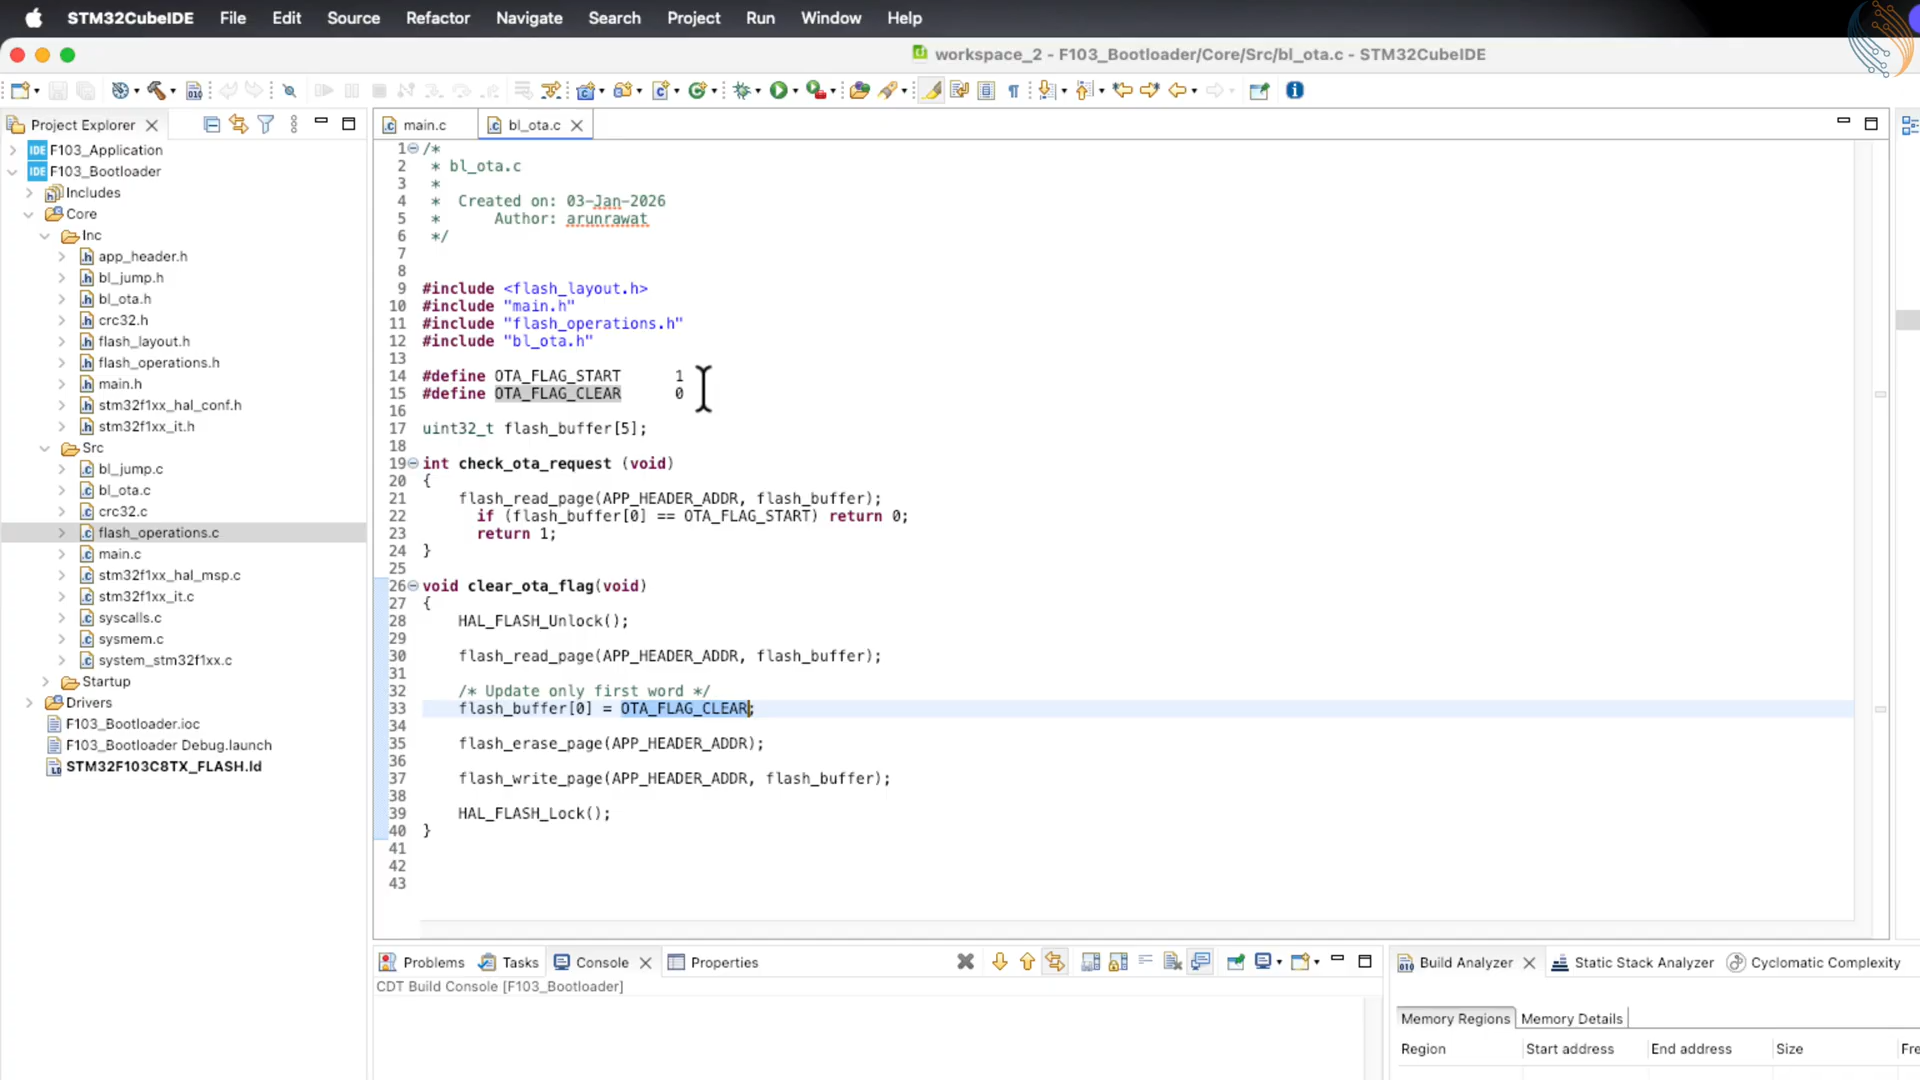 STM32CubeIDE File Edit Source Refactor Navigate Search Project Run Window Help
workspace_2 - F103_Bootloader/Core/Src/bl_ota.c - STM32CubeIDE
Project Explorer
F103_Application
F103_Bootloader
Includes
Core
Inc
app_header.h
bl_jump.h
bl_ota.h
crc32.h
flash_layout.h
flash_operations.h
main.h
stm32f1xx_hal_conf.h
stm32f1xx_it.h
Src
bl_jump.c
bl_ota.c
crc32.c
flash_operations.c
main.c
stm32f1xx_hal_msp.c
stm32f1xx_it.c
syscalls.c
sysmem.c
system_stm32f1xx.c
Startup
Drivers
F103_Bootloader.ioc
F103_Bootloader Debug.launch
STM32F103C8TX_FLASH.ld
main.c bl_ota.c
1 /*
2 * bl_ota.c
3 *
4 * Created on: 03-Jan-2026
5 * Author: arunrawat
6 */
7
8
9 #include <flash_layout.h>
10 #include "main.h"
11 #include "flash_operations.h"
12 #include "bl_ota.h"
13
14 #define OTA_FLAG_START 1
15 #define OTA_FLAG_CLEAR 0
16
17 uint32_t flash_buffer[5];
18
19 int check_ota_request (void)
20 {
21 flash_read_page(APP_HEADER_ADDR, flash_buffer);
22 if (flash_buffer[0] == OTA_FLAG_START) return 0;
23 return 1;
24 }
25
26 void clear_ota_flag(void)
27 {
28 HAL_FLASH_Unlock();
29
30 flash_read_page(APP_HEADER_ADDR, flash_buffer);
31
32 /* Update only first word */
33 flash_buffer[0] = OTA_FLAG_CLEAR;
34
35 flash_erase_page(APP_HEADER_ADDR);
36
37 flash_write_page(APP_HEADER_ADDR, flash_buffer);
38
39 HAL_FLASH_Lock();
40 }
41
42
43
Problems Tasks Console Properties
CDT Build Console [F103_Bootloader]
Build Analyzer Static Stack Analyzer Cyclomatic Complexity
Memory Regions Memory Details
Region Start address End address Size Fre